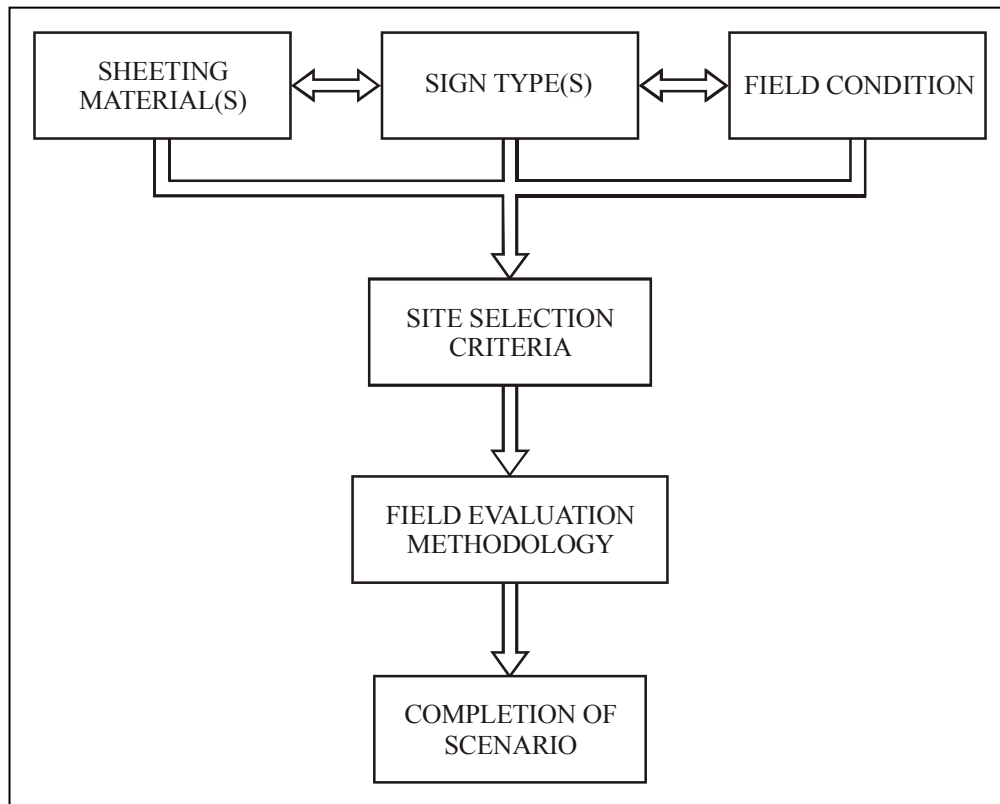 SHEETING
MATERIAL(S)
SIGN TYPE(S)
FIELD CONDITION
SITE SELECTION
CRITERIA
FIELD EVALUATION
METHODOLOGY
COMPLETION OF
SCENARIO